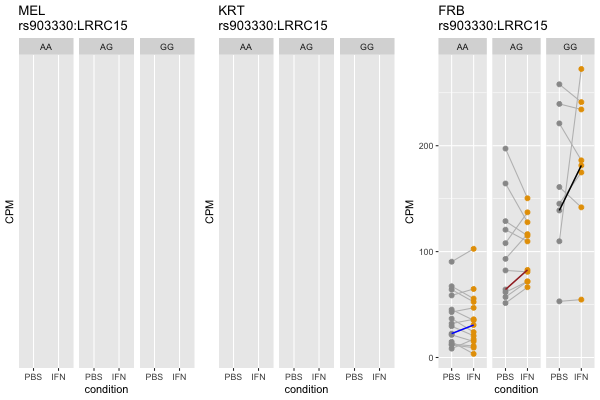 MEL
rs903330:LRRC15
AA AG GG
CPM
PBS IFN PBS IFN PBS IFN
condition
KRT
rs903330:LRRC15
AA AG GG
CPM
PBS IFN PBS IFN PBS IFN
condition
FRB
rs903330:LRRC15
AA AG GG
200
100
0
CPM
PBS IFN PBS IFN PBS IFN
condition